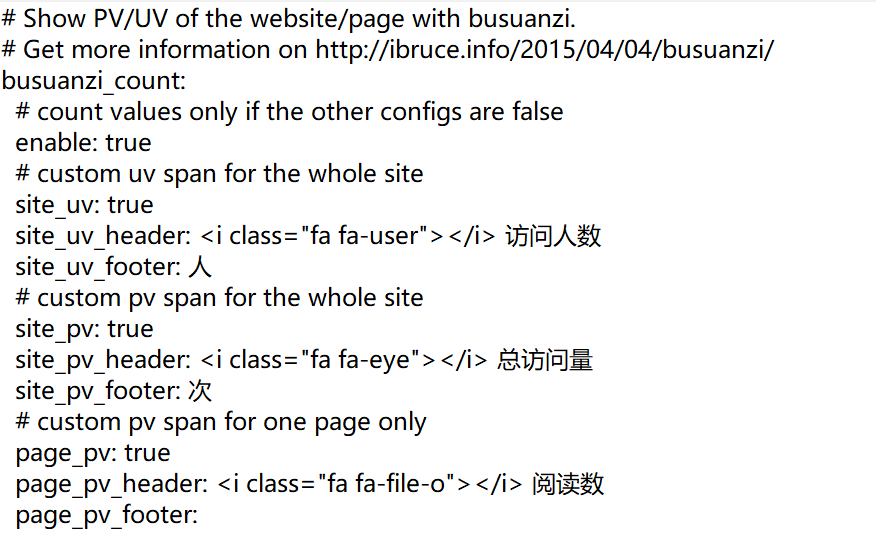 # Show PV/UV of the website/page with busuanzi.
# Get more information on http://ibruce.info/2015/04/04/busuanzi/
busuanzi_count:
  # count values only if the other configs are false
  enable: true
  # custom uv span for the whole site
  site_uv: true
  site_uv_header: <i class="fa fa-user"></i> 访问人数
  site_uv_footer: 人
  # custom pv span for the whole site
  site_pv: true
  site_pv_header: <i class="fa fa-eye"></i> 总访问量
  site_pv_footer: 次
  # custom pv span for one page only
  page_pv: true
  page_pv_header: <i class="fa fa-file-o"></i> 阅读数
  page_pv_footer: